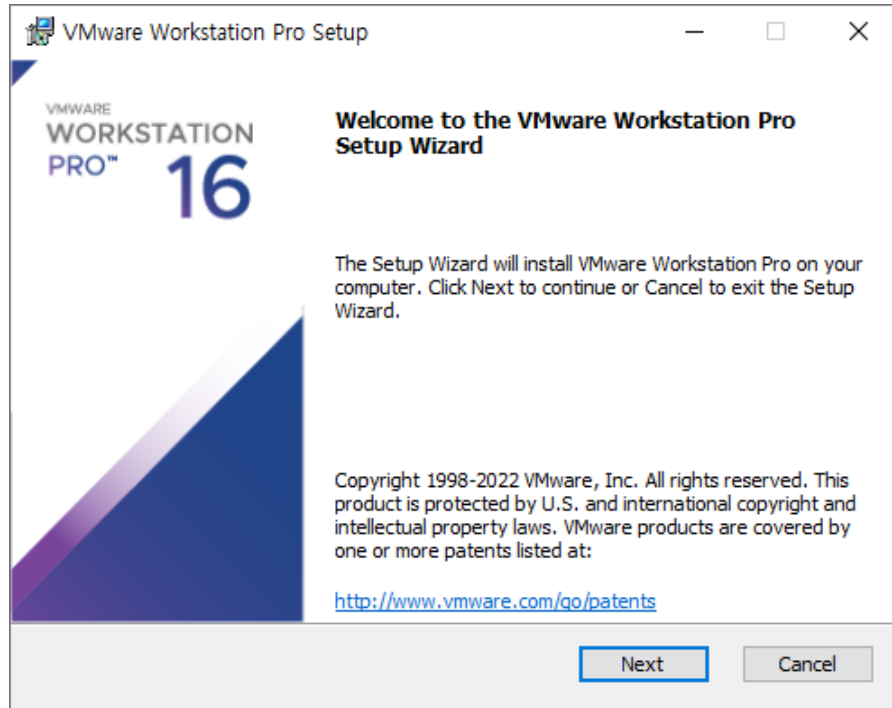 VMware Workstation Pro Setup
VMWARE
WORKSTATION
PRO™ 16
Welcome to the VMware Workstation Pro
Setup Wizard
The Setup Wizard will install VMware Workstation Pro on your
computer. Click Next to continue or Cancel to exit the Setup
Wizard.
Copyright 1998-2022 VMware, Inc. All rights reserved. This
product is protected by U.S. and international copyright and
intellectual property laws. VMware products are covered by
one or more patents listed at:
http://www.vmware.com/go/patents
Next Cancel